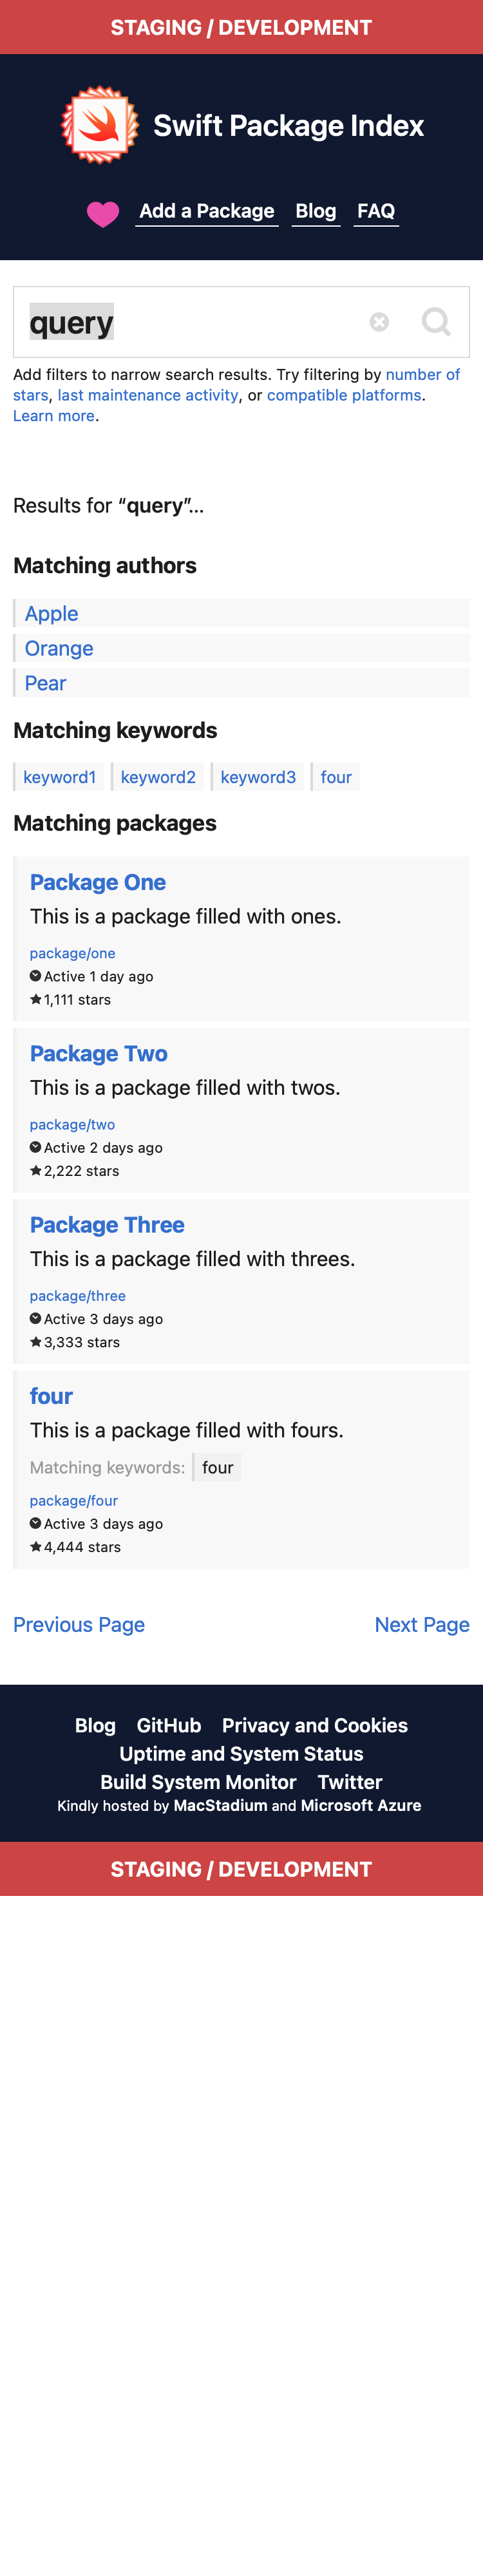 STAGING / DEVELOPMENT
Swift Package Index
Add a Package Blog FAQ
query
Add filters to narrow search results. Try filtering by number of
stars, last maintenance activity, or compatible platforms.
Learn more.
Results for “query”…
Matching authors
Apple
Orange
Pear
Matching keywords
keyword1 keyword2 keyword3 four
Matching packages
Package One
This is a package filled with ones.
package/one
Active 1 day ago
1,111 stars
Package Two
This is a package filled with twos.
package/two
Active 2 days ago
2,222 stars
Package Three
This is a package filled with threes.
package/three
Active 3 days ago
3,333 stars
four
This is a package filled with fours.
Matching keywords: four
package/four
Active 3 days ago
4,444 stars
Previous Page Next Page
Blog GitHub Privacy and Cookies
Uptime and System Status
Build System Monitor Twitter
Kindly hosted by MacStadium and Microsoft Azure
STAGING / DEVELOPMENT